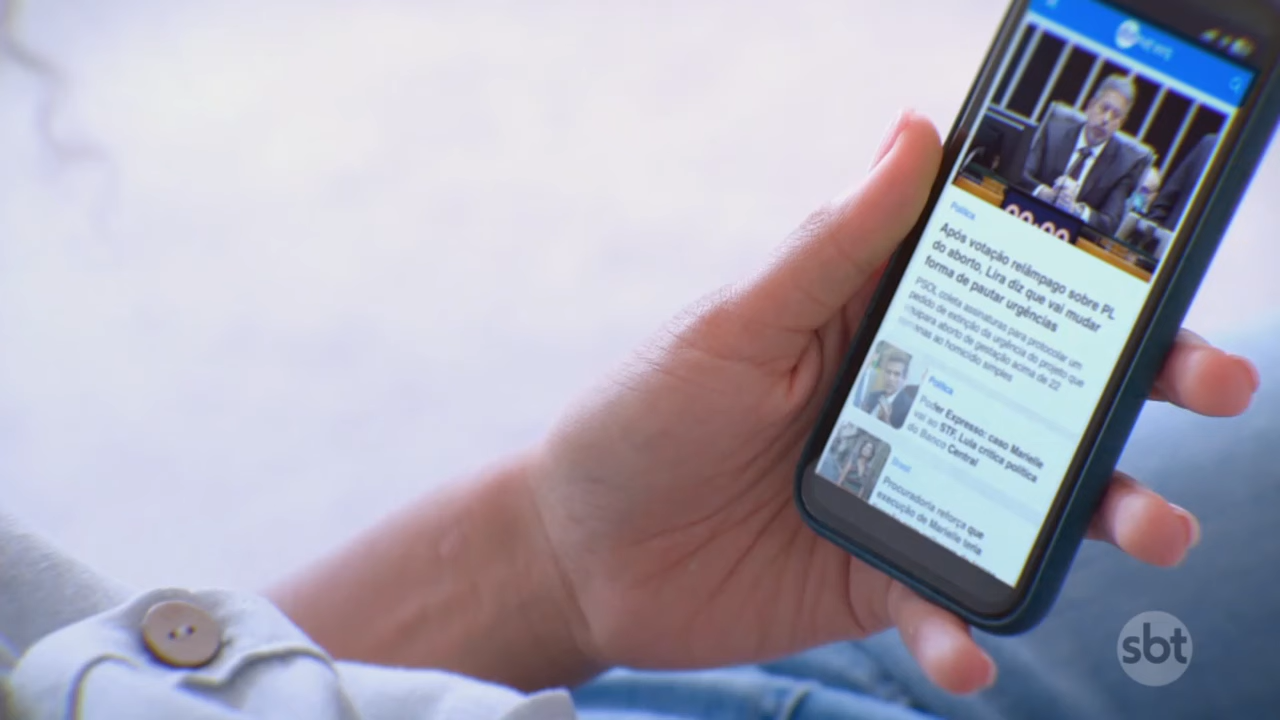 NEWS
Política
Após votação relâmpago sobre PL
do aborto, Lira diz que vai mudar
forma de pautar urgências
PSOL coleta assinaturas para protocolar um
pedido de extinção da urgência do projeto que
para aborto de gestação acima de 22
ao homicídio simples
Política
Poder Expresso: caso Marielle
vai ao STF, Lula critica política
do Banco Central
Brasil
Procuradoria reforça que
execução de Marielle teria
sbt